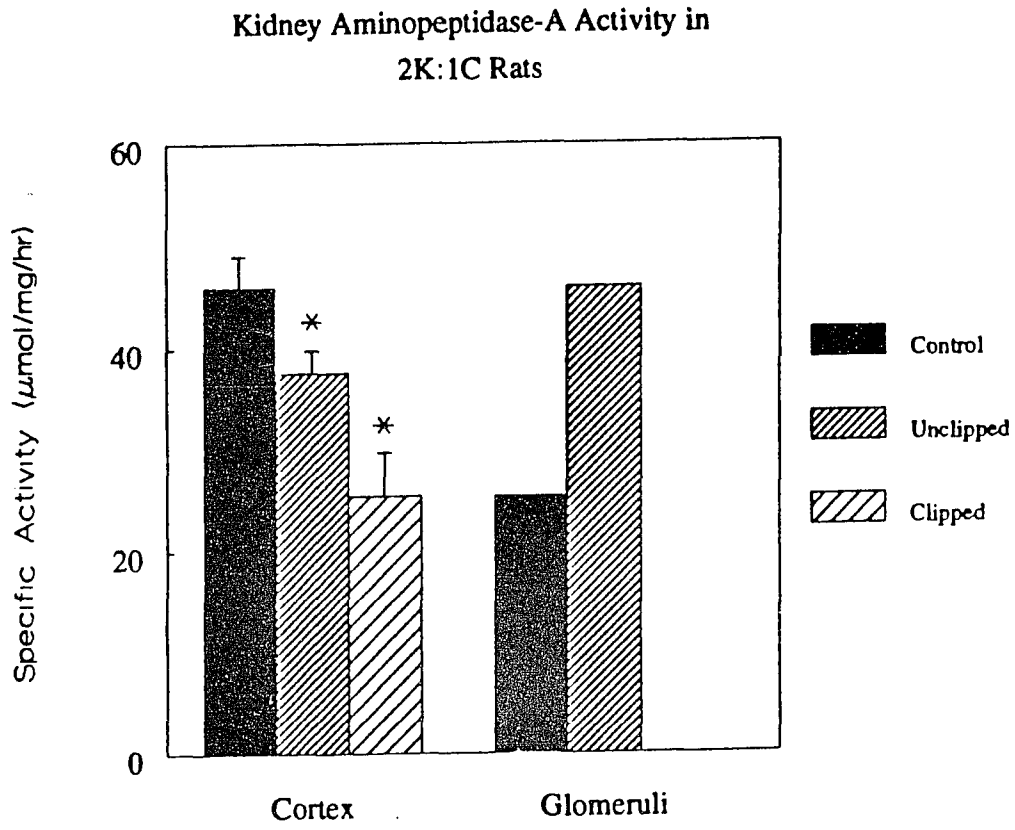 Kidney Aminopeptidase-A Activity in
2K:1C Rats
Specific Activity (μmol/mg/hr)
60
40
20
0
*
*
Cortex
Glomeruli
Control
Unclipped
Clipped